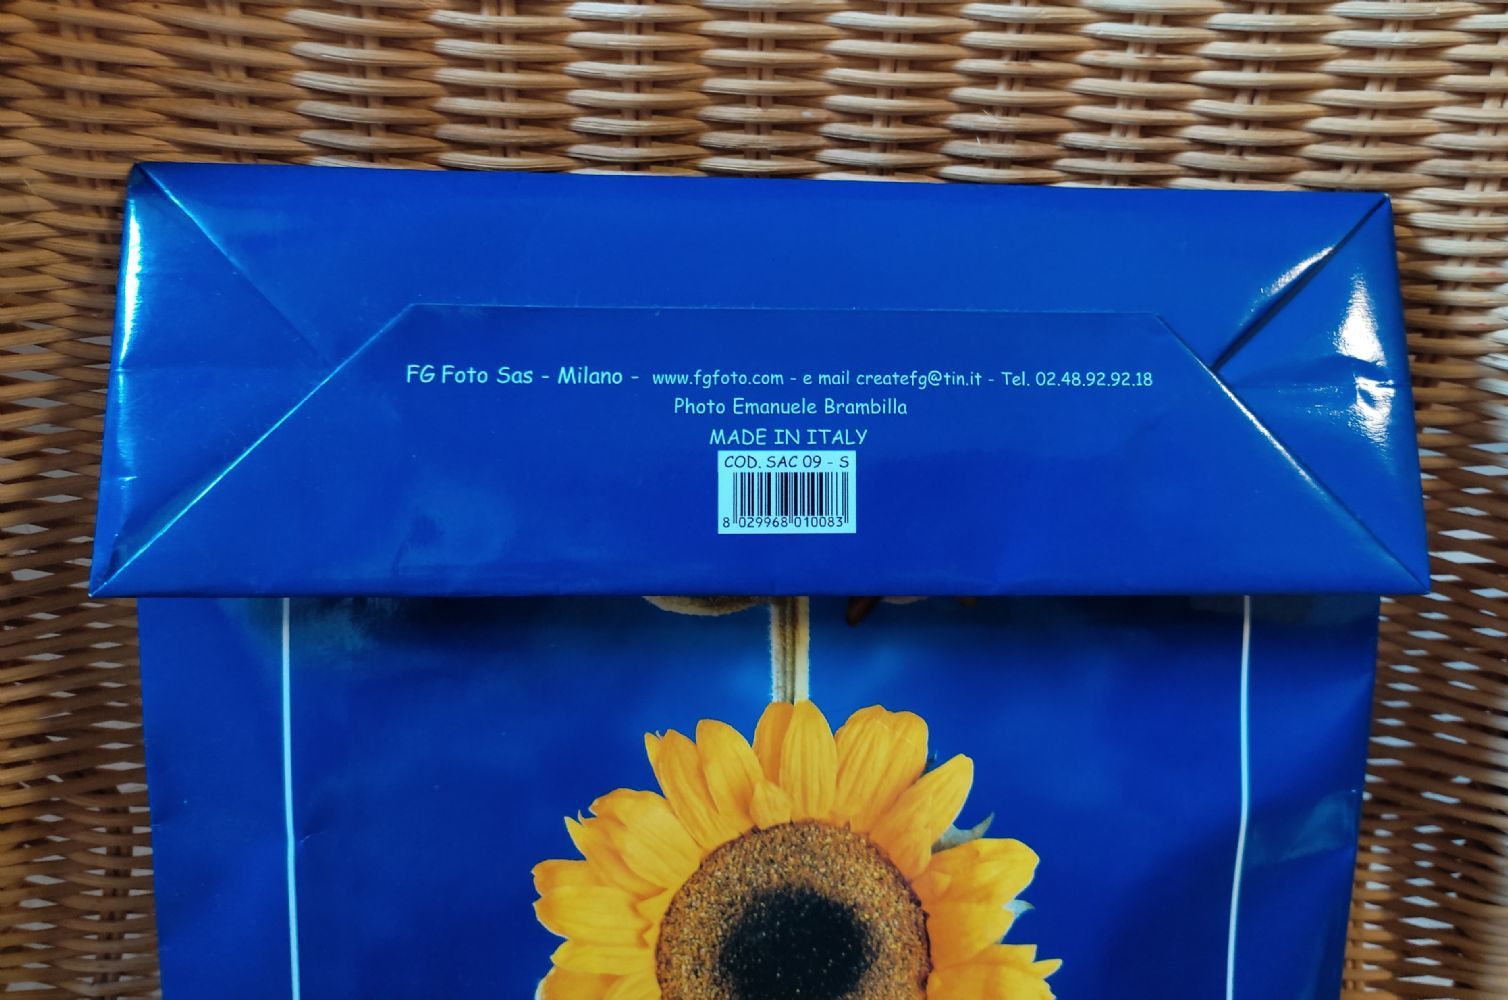 FG Foto Sas - Milano - www.fgfoto.com - e mail createfg@tin.it - Tel. 02.48.92.92.18
Photo Emanuele Brambilla
MADE IN ITALY
COD. SAC 09 - S
8 029968 010083